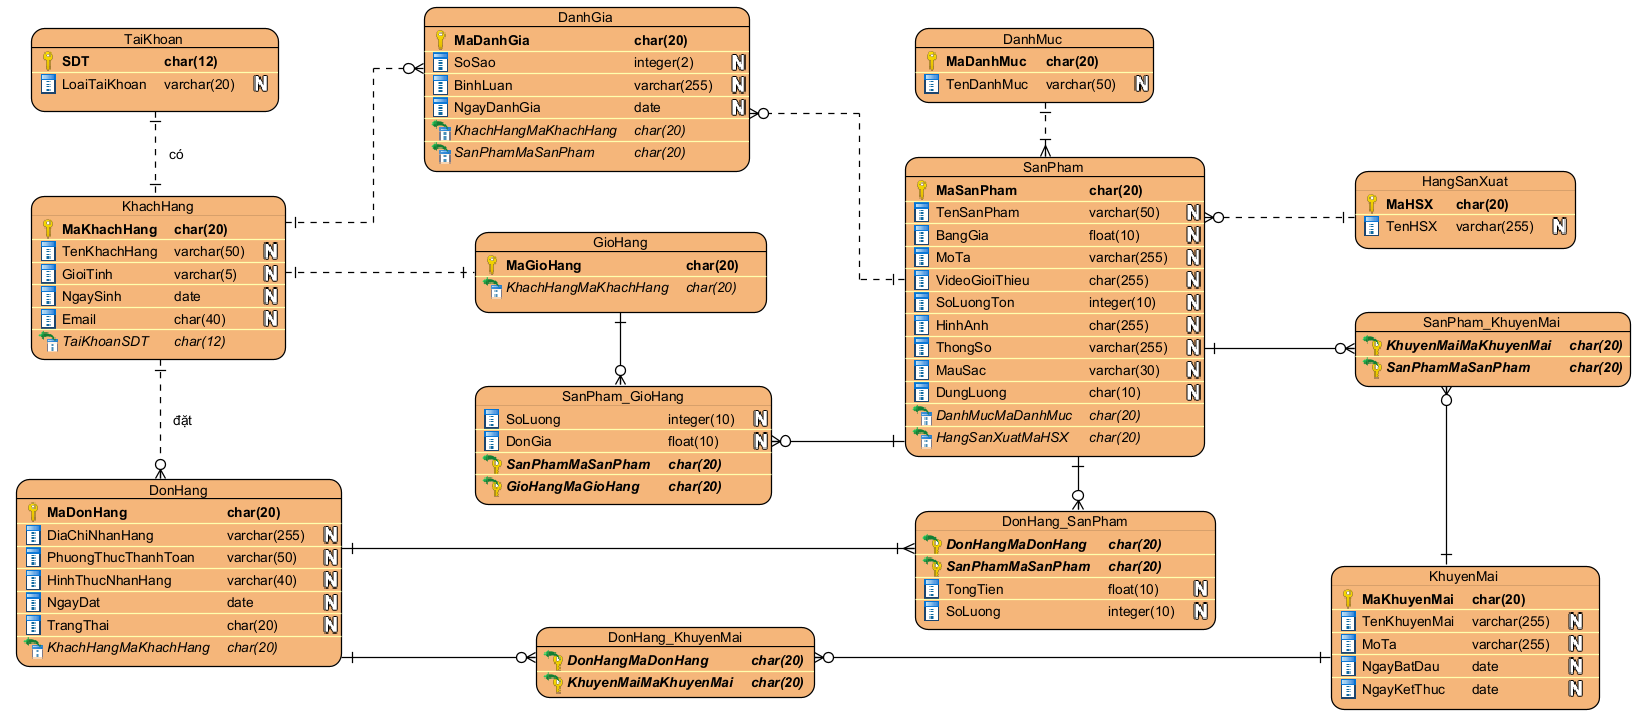 TaiKhoan
SDT char(12)
LoaiTaiKhoan varchar(20) N
có
KhachHang
MaKhachHang char(20)
TenKhachHang varchar(50) N
GioiTinh varchar(5) N
NgaySinh date N
Email char(40) N
TaiKhoanSDT char(12)
đặt
DonHang
MaDonHang char(20)
DiaChiNhanHang varchar(255) N
PhuongThucThanhToan varchar(50) N
HinhThucNhanHang varchar(40) N
NgayDat date N
TrangThai char(20) N
KhachHangMaKhachHang char(20)
DanhGia
MaDanhGia char(20)
SoSao integer(2) N
BinhLuan varchar(255) N
NgayDanhGia date N
KhachHangMaKhachHang char(20)
SanPhamMaSanPham char(20)
GioHang
MaGioHang char(20)
KhachHangMaKhachHang char(20)
SanPham_GioHang
SoLuong integer(10) N
DonGia float(10) N
SanPhamMaSanPham char(20)
GioHangMaGioHang char(20)
DonHang_KhuyenMai
DonHangMaDonHang char(20)
KhuyenMaiMaKhuyenMai char(20)
DanhMuc
MaDanhMuc char(20)
TenDanhMuc varchar(50) N
SanPham
MaSanPham char(20)
TenSanPham varchar(50) N
BangGia float(10) N
MoTa varchar(255) N
VideoGioiThieu char(255) N
SoLuongTon integer(10) N
HinhAnh char(255) N
ThongSo varchar(255) N
MauSac varchar(30) N
DungLuong char(10) N
DanhMucMaDanhMuc char(20)
HangSanXuatMaHSX char(20)
DonHang_SanPham
DonHangMaDonHang char(20)
SanPhamMaSanPham char(20)
TongTien float(10) N
SoLuong integer(10) N
HangSanXuat
MaHSX char(20)
TenHSX varchar(255) N
SanPham_KhuyenMai
KhuyenMaiMaKhuyenMai char(20)
SanPhamMaSanPham char(20)
KhuyenMai
MaKhuyenMai char(20)
TenKhuyenMai varchar(255) N
MoTa varchar(255) N
NgayBatDau date N
NgayKetThuc date N